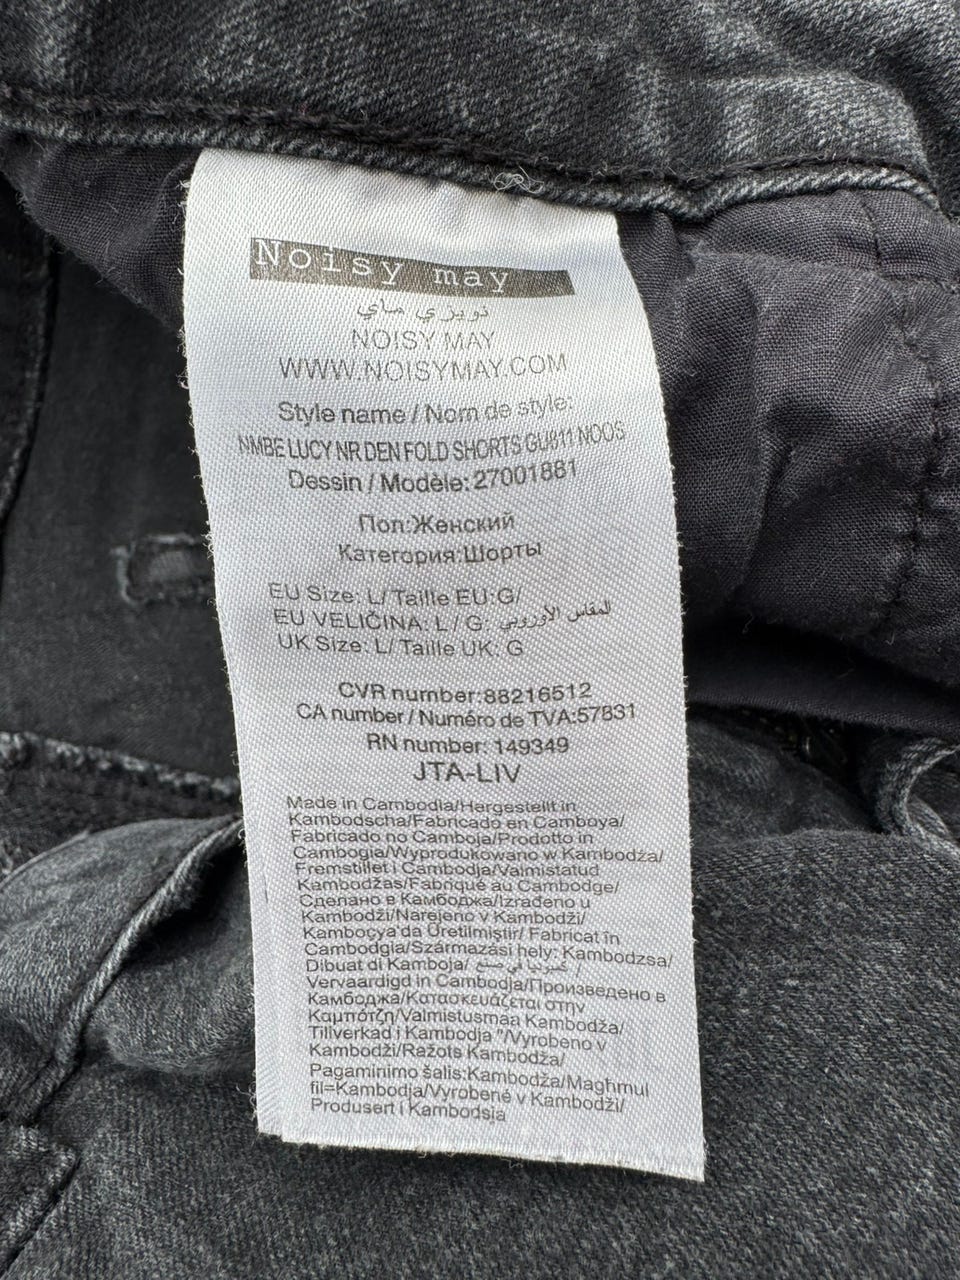 Noisy may
نويزي ماي
NOISY MAY
WWW.NOISYMAY.COM
Style name / Nom de style:
NMBE LUCY NR DEN FOLD SHORTS GU811 NOOS
Dessin / Modèle: 27001881
Пол:Женский
Категория:Шорты
EU Size: L/ Taille EU:G/
EU VELIČINA: L / G المقاس الأوروبي
UK Size: L/ Taille UK: G
CVR number:88216512
CA number / Numéro de TVA:57831
RN number: 149349
JTA-LIV
Made in Cambodia/Hergestellt in
Kambodscha/Fabricado en Camboya/
Fabricado no Camboja/Prodotto in
Cambogia/Wyprodukowano w Kambodża/
Fremstillet i Cambodja/Valmistatud
Kambodžas/Fabriqué au Cambodge/
Сделано в Камбоджа/Izrađeno u
Kambodži/Narejeno v Kambodži/
Kamboçya'da Üretilmiştir/ Fabricat în
Cambodgia/Származási hely: Kambodzsa/
Dibuat di Kamboja/ كمبوديا في صنع /
Vervaardigd in Cambodja/Произведено в
Камбоджа/Κατασκευάζεται στην
Καμπότζη/Valmistusmaa Kambodža/
Tillverkad i Kambodja "/Vyrobeno v
Kambodži/Ražots Kambodža/
Pagaminimo šalis:Kambodža/Magħmul
fil=Kambodja/Vyrobené v Kambodži/
Produsert i Kambodsja